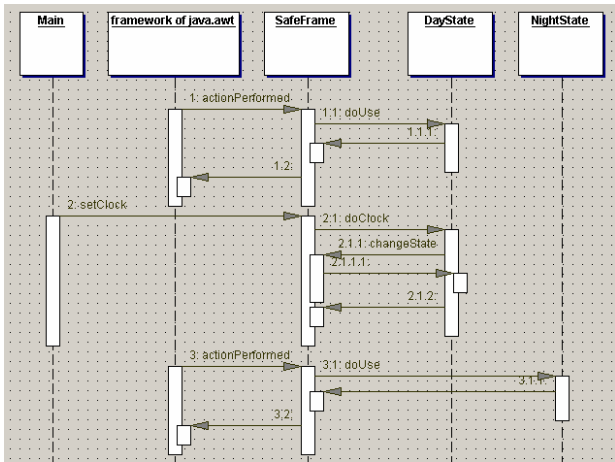 Main
framework of java.awt
SafeFrame
DayState
NightState
1: actionPerformed
1.1: doUse
1.1.1:
1.2:
2: setClock
2.1: doClock
2.1.1: changeState
2.1.1.1:
2.1.2:
3: actionPerformed
3.1: doUse
3.1.1:
3.2: